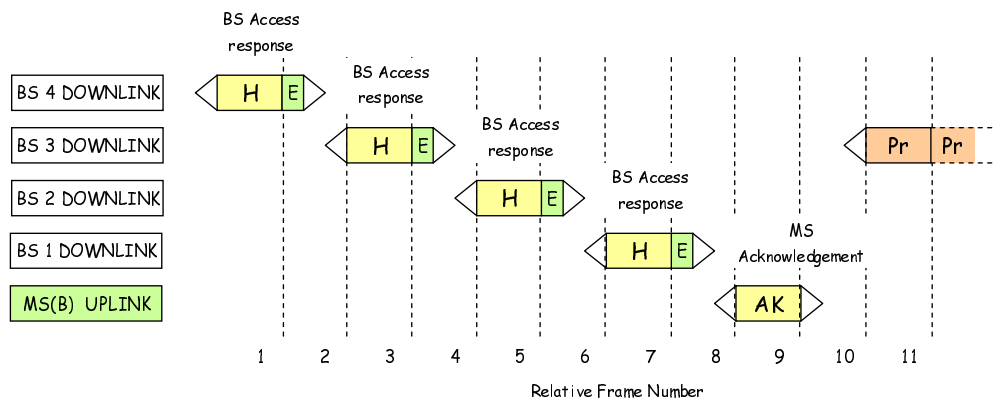 BS Access
response
BS 4 DOWNLINK
H
E
BS Access
response
BS 3 DOWNLINK
H
E
Pr
Pr
BS Access
response
BS 2 DOWNLINK
H
E
BS Access
response
BS 1 DOWNLINK
H
E
MS
Acknowledgement
MS(B) UPLINK
AK
1 2 3 4 5 6 7 8 9 10 11
Relative Frame Number